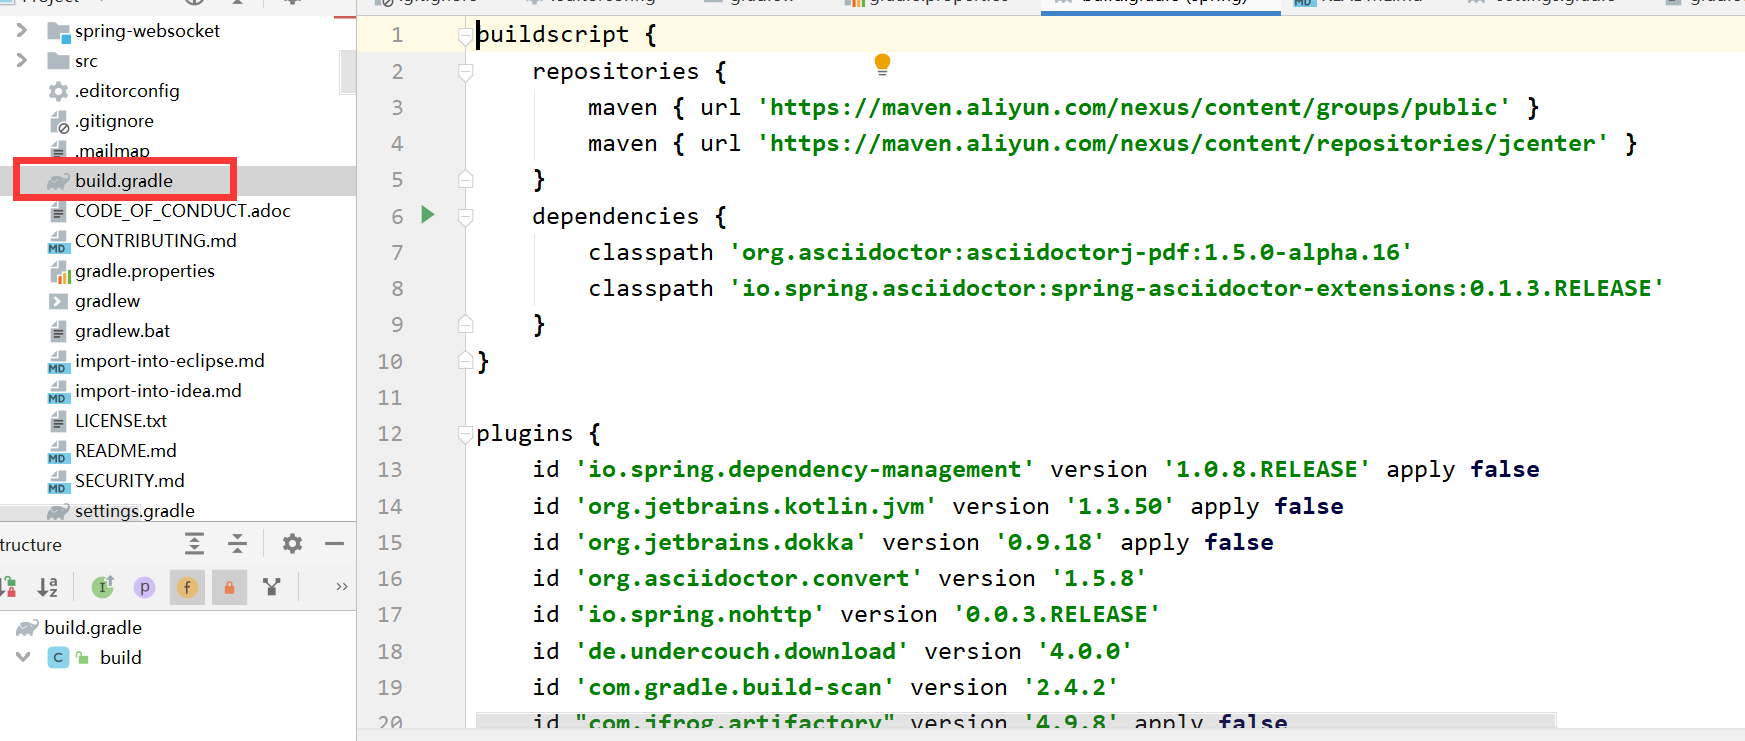 spring-websocket
src
.editorconfig
.gitignore
.mailmap
build.gradle
CODE_OF_CONDUCT.adoc
CONTRIBUTING.md
gradle.properties
gradlew
gradlew.bat
import-into-eclipse.md
import-into-idea.md
LICENSE.txt
README.md
SECURITY.md
settings.gradle
tructure
build.gradle
build
1 buildscript {
2 repositories {
3 maven { url 'https://maven.aliyun.com/nexus/content/groups/public' }
4 maven { url 'https://maven.aliyun.com/nexus/content/repositories/jcenter' }
5 }
6 dependencies {
7 classpath 'org.asciidoctor:asciidoctorj-pdf:1.5.0-alpha.16'
8 classpath 'io.spring.asciidoctor:spring-asciidoctor-extensions:0.1.3.RELEASE'
9 }
10 }
11
12 plugins {
13 id 'io.spring.dependency-management' version '1.0.8.RELEASE' apply false
14 id 'org.jetbrains.kotlin.jvm' version '1.3.50' apply false
15 id 'org.jetbrains.dokka' version '0.9.18' apply false
16 id 'org.asciidoctor.convert' version '1.5.8'
17 id 'io.spring.nohttp' version '0.0.3.RELEASE'
18 id 'de.undercouch.download' version '4.0.0'
19 id 'com.gradle.build-scan' version '2.4.2'
20 id "com.jfrog.artifactory" version '4.9.8' apply false